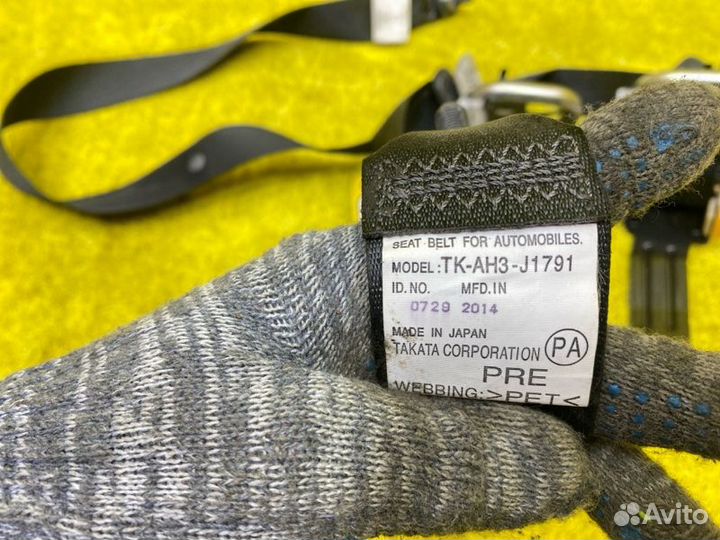 SEAT BELT FOR AUTOMOBILES.
MODEL: TK-AH3-J1791
ID.NO. MFD.IN
0729 2014
MADE IN JAPAN
TAKATA CORPORATION PA
PRE
WEBBING: >PET<
Avito